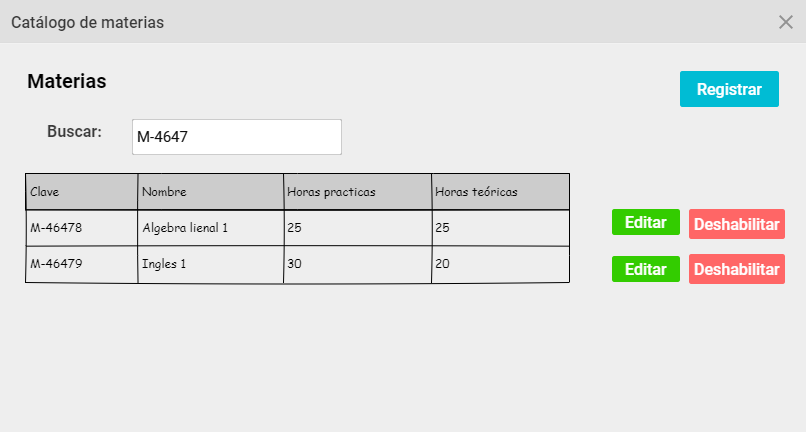 Catálogo de materias
Materias
Registrar
Buscar: M-4647
Clave Nombre Horas practicas Horas teóricas
M-46478 Algebra lienal 1 25 25 Editar Deshabilitar
M-46479 Ingles 1 30 20 Editar Deshabilitar